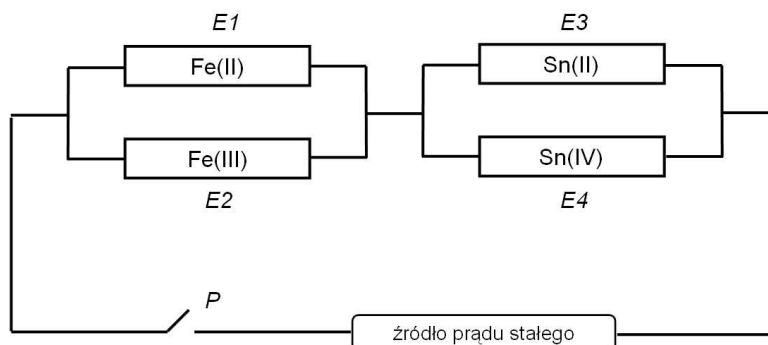 E1
E3
Fe(II)
Sn(II)
Fe(III)
Sn(IV)
E2
E4
P
źródło prądu stałego